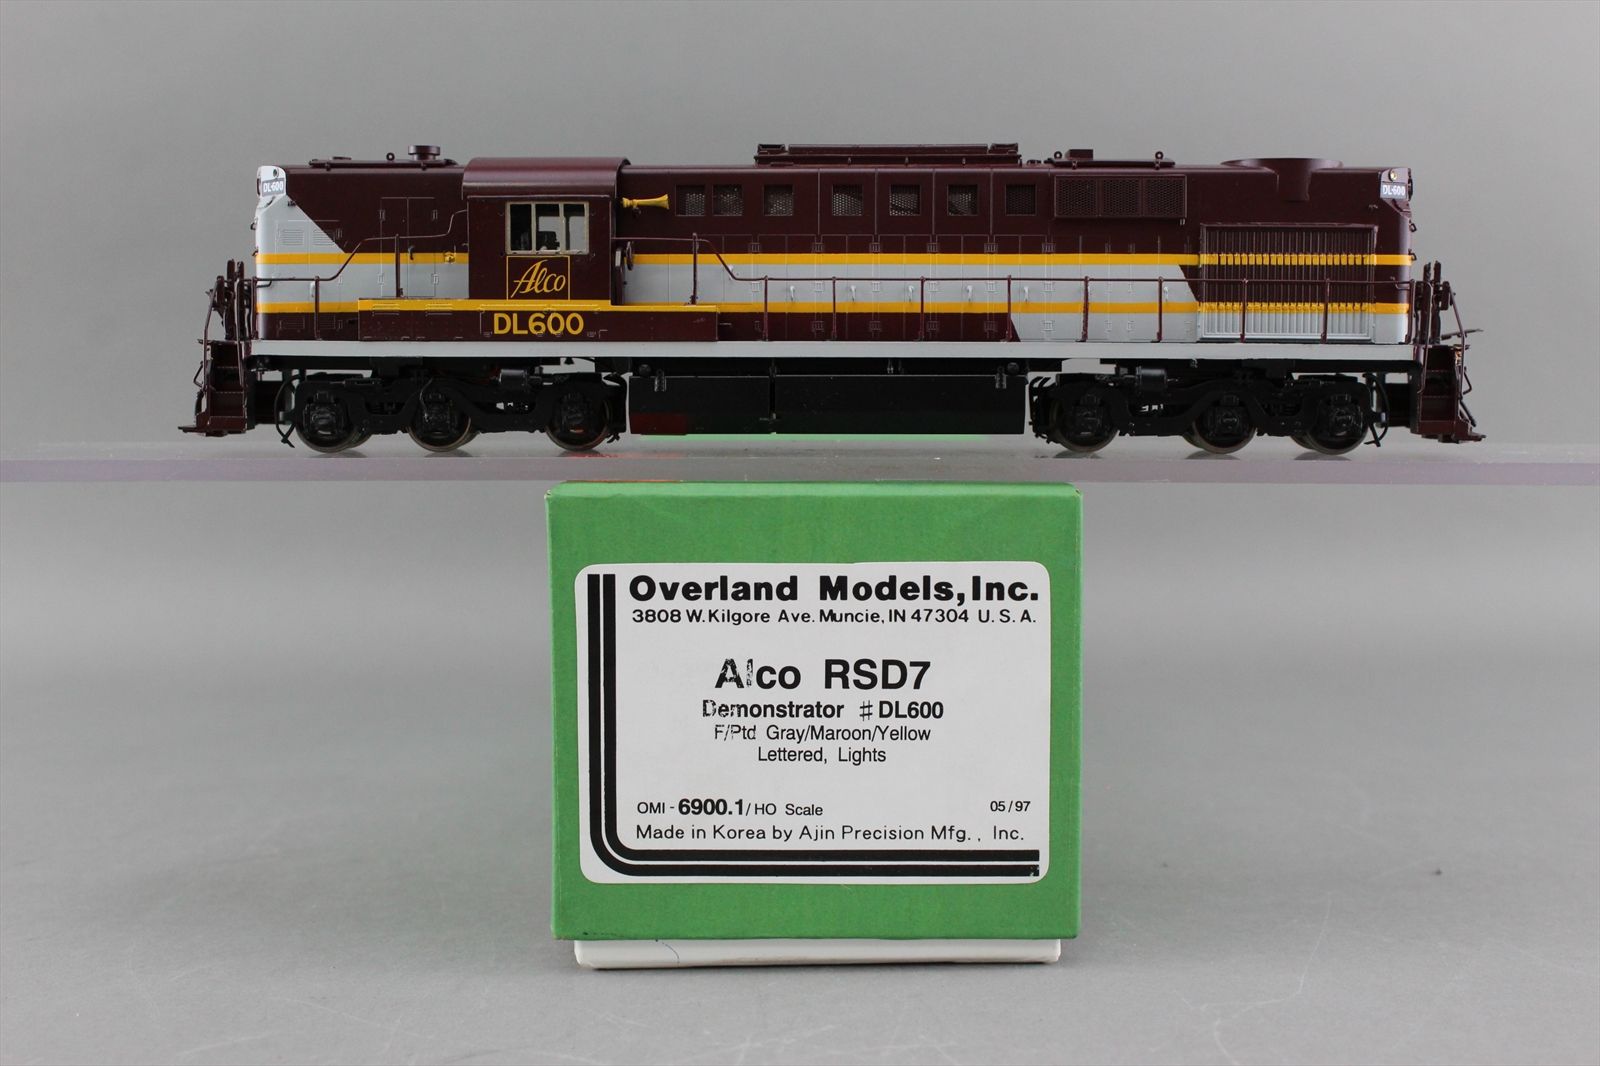 DL600
DL600
Alco
DL600
Overland Models, Inc.
3808 W. Kilgore Ave. Muncie, IN 47304 U. S. A.
Alco RSD7
Demonstrator #DL600
F/Ptd Gray/Maroon/Yellow
Lettered, Lights
OMI - 6900.1/HO Scale 05/97
Made in Korea by Ajin Precision Mfg., Inc.